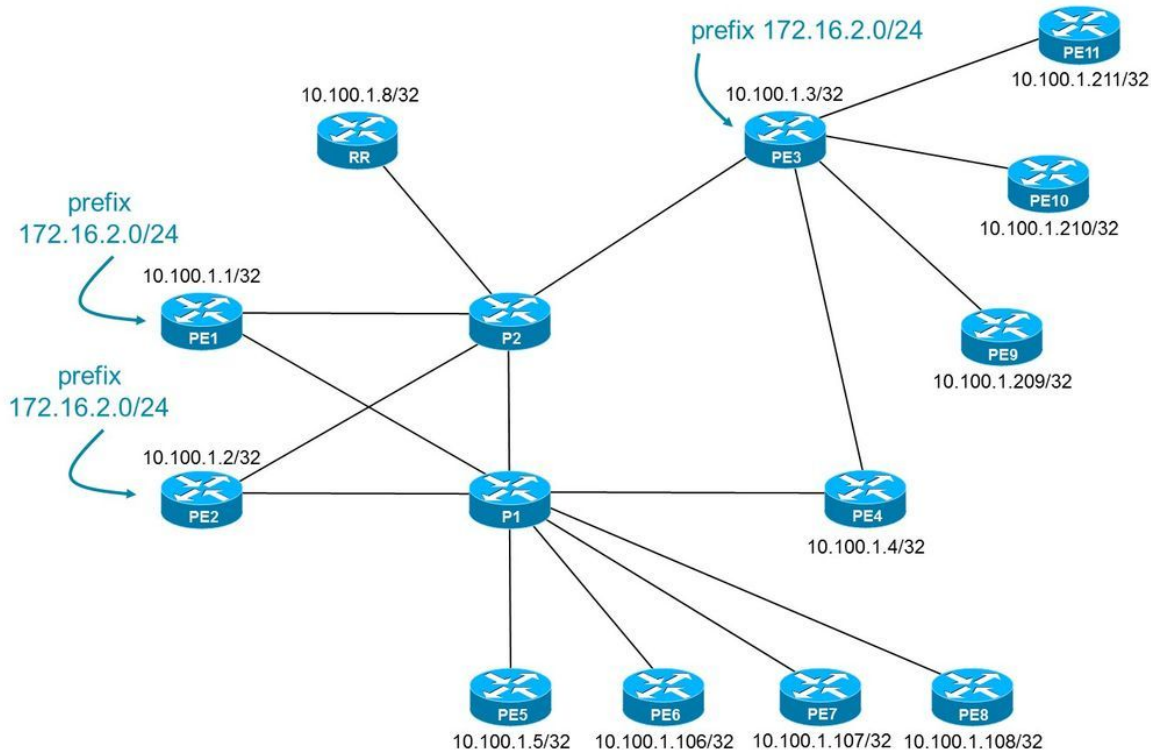 prefix 172.16.2.0/24
PE11
10.100.1.211/32
10.100.1.8/32
RR
10.100.1.3/32
PE3
PE10
10.100.1.210/32
prefix
172.16.2.0/24
10.100.1.1/32
PE1
P2
PE9
10.100.1.209/32
prefix
172.16.2.0/24
10.100.1.2/32
PE2
P1
PE4
10.100.1.4/32
PE5
10.100.1.5/32
PE6
10.100.1.106/32
PE7
10.100.1.107/32
PE8
10.100.1.108/32